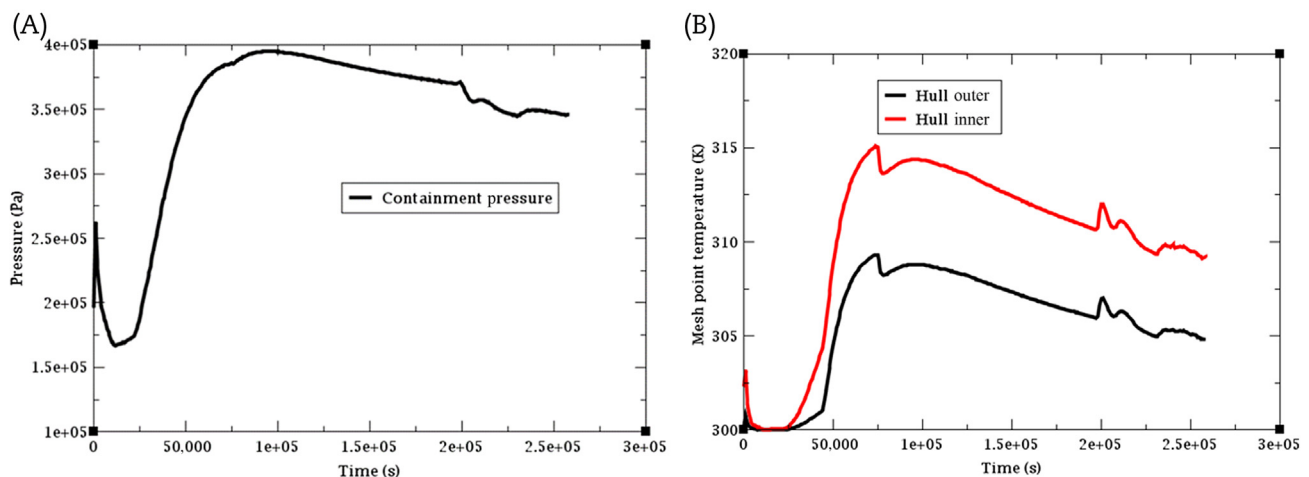 (A)
4e+05
3.5e+05
3e+05
2.5e+05
2e+05
1.5e+05
1e+05
Pressure (Pa)
Containment pressure
0
50,000
1e+05
1.5e+05
2e+05
2.5e+05
3e+05
Time (s)
(B)
320
315
310
305
300
Mesh point temperature (K)
Hull outer
Hull inner
0
50,000
1e+05
1.5e+05
2e+05
2.5e+05
3e+05
Time (s)